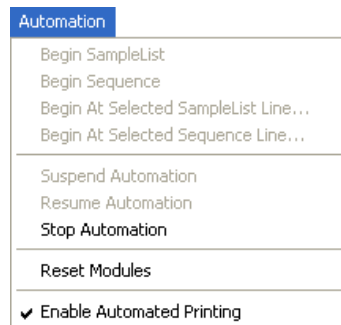 Automation
Begin SampleList
Begin Sequence
Begin At Selected SampleList Line...
Begin At Selected Sequence Line...
Suspend Automation
Resume Automation
Stop Automation
Reset Modules
Enable Automated Printing